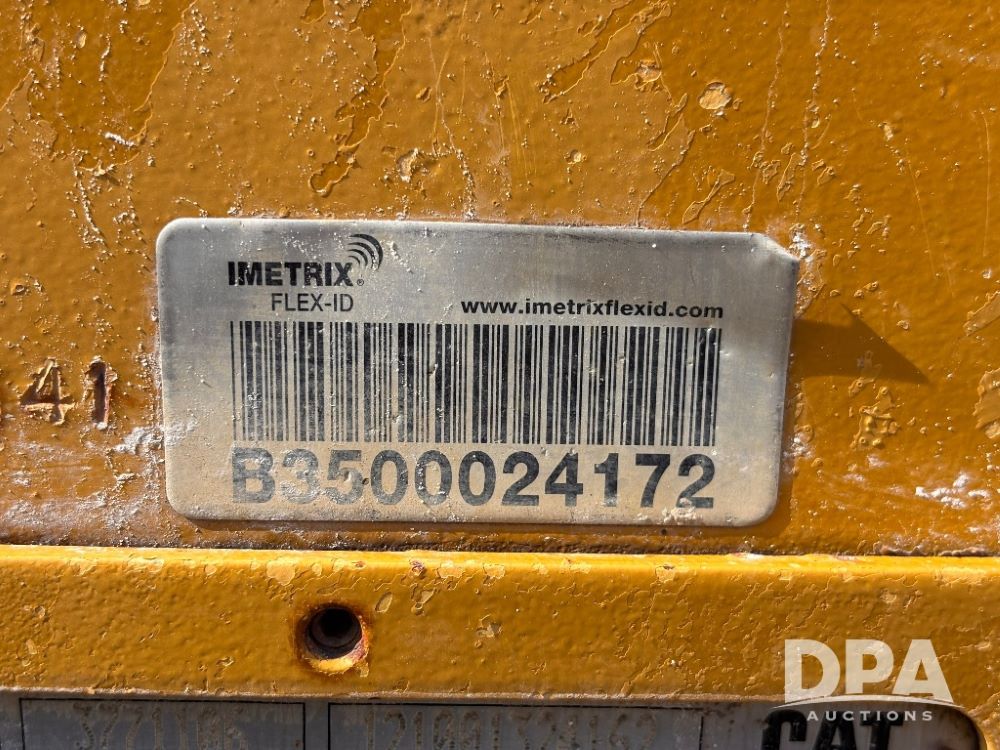 IMETRIX®
FLEX-ID
www.imetrixflexid.com
41
B3500024172
CAT
DPA
AUCTIONS